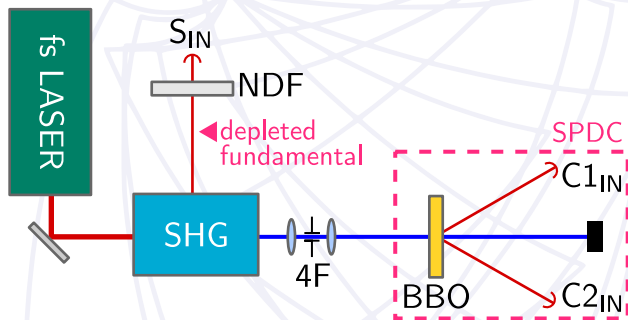 fs LASER
S_IN
NDF
depleted
fundamental
SHG
4F
SPDC
C1_IN
BBO
C2_IN